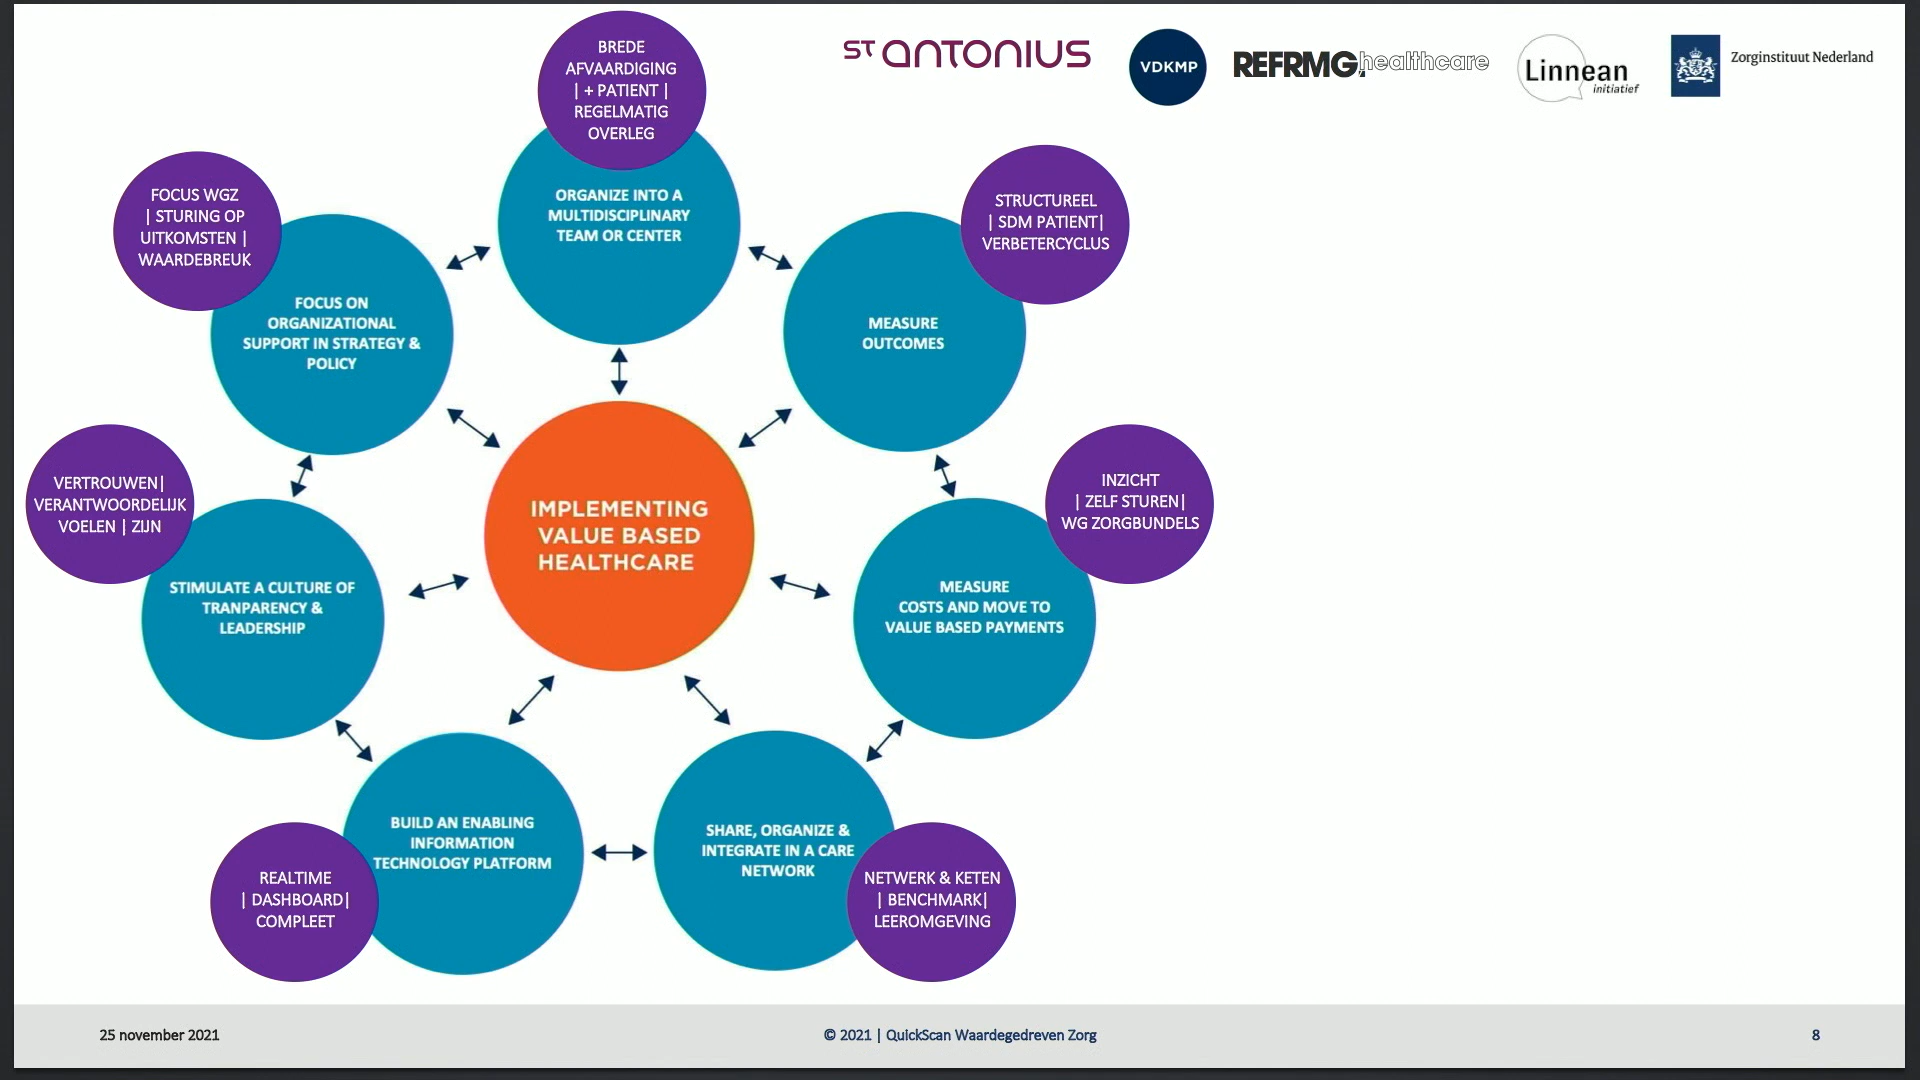 BREDE
AFVAARDIGING
| + PATIENT |
REGELMATIG
OVERLEG
ST ANTONIUS
VDKMP
REFRMG.healthcare
Linnean
initiatief
Zorginstituut Nederland
ORGANIZE INTO A
MULTIDISCIPLINARY
TEAM OR CENTER
STRUCTUREEL
| SDM PATIENT|
VERBETERCYCLUS
MEASURE
OUTCOMES
INZICHT
| ZELF STUREN|
WG ZORGBUNDELS
MEASURE
COSTS AND MOVE TO
VALUE BASED PAYMENTS
NETWERK & KETEN
| BENCHMARK|
LEEROMGEVING
SHARE, ORGANIZE &
INTEGRATE IN A CARE
NETWORK
REALTIME
| DASHBOARD|
COMPLEET
BUILD AN ENABLING
INFORMATION
TECHNOLOGY PLATFORM
VERTROUWEN|
VERANTWOORDELIJK
VOELEN | ZIJN
STIMULATE A CULTURE OF
TRANPARENCY &
LEADERSHIP
FOCUS WGZ
| STURING OP
UITKOMSTEN |
WAARDEBREUK
FOCUS ON
ORGANIZATIONAL
SUPPORT IN STRATEGY &
POLICY
IMPLEMENTING
VALUE BASED
HEALTHCARE
25 november 2021
© 2021 | QuickScan Waardegedreven Zorg
8